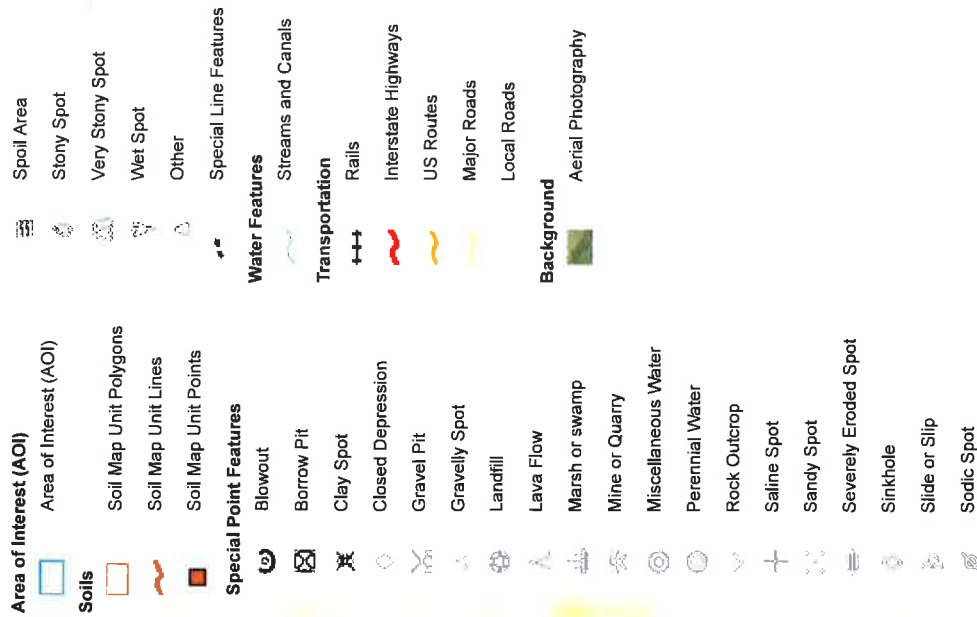 Area of Interest (AOI)
Area of Interest (AOI)
Soils
Soil Map Unit Polygons
Soil Map Unit Lines
Soil Map Unit Points
Special Point Features
Blowout
Borrow Pit
Clay Spot
Closed Depression
Gravel Pit
Gravelly Spot
Landfill
Lava Flow
Marsh or swamp
Mine or Quarry
Miscellaneous Water
Perennial Water
Rock Outcrop
Saline Spot
Sandy Spot
Severely Eroded Spot
Sinkhole
Slide or Slip
Sodic Spot
Spoil Area
Stony Spot
Very Stony Spot
Wet Spot
Other
Special Line Features
Water Features
Streams and Canals
Transportation
Rails
Interstate Highways
US Routes
Major Roads
Local Roads
Background
Aerial Photography